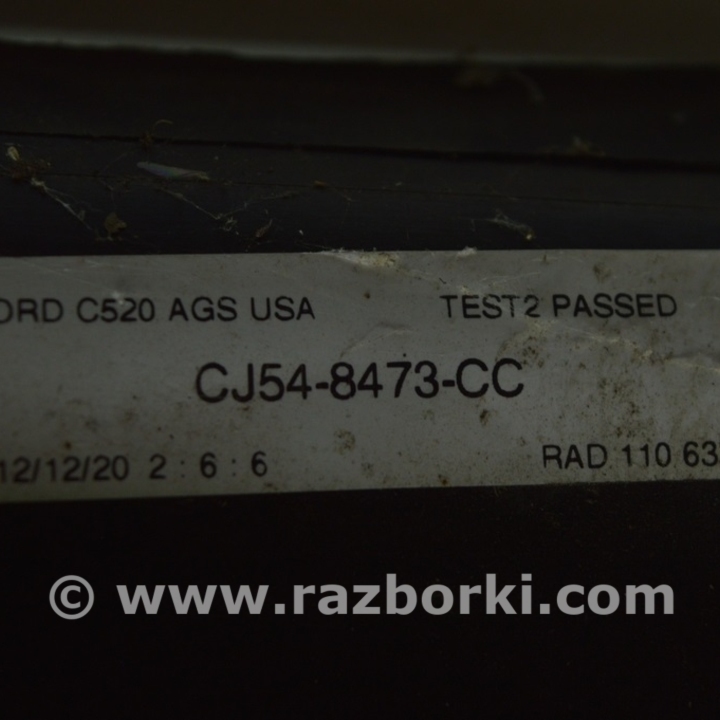 ORD C520 AGS USA TEST2 PASSED
CJ54-8473-CC
12/12/20 2 : 6 : 6 RAD 110 63
© www.razborki.com